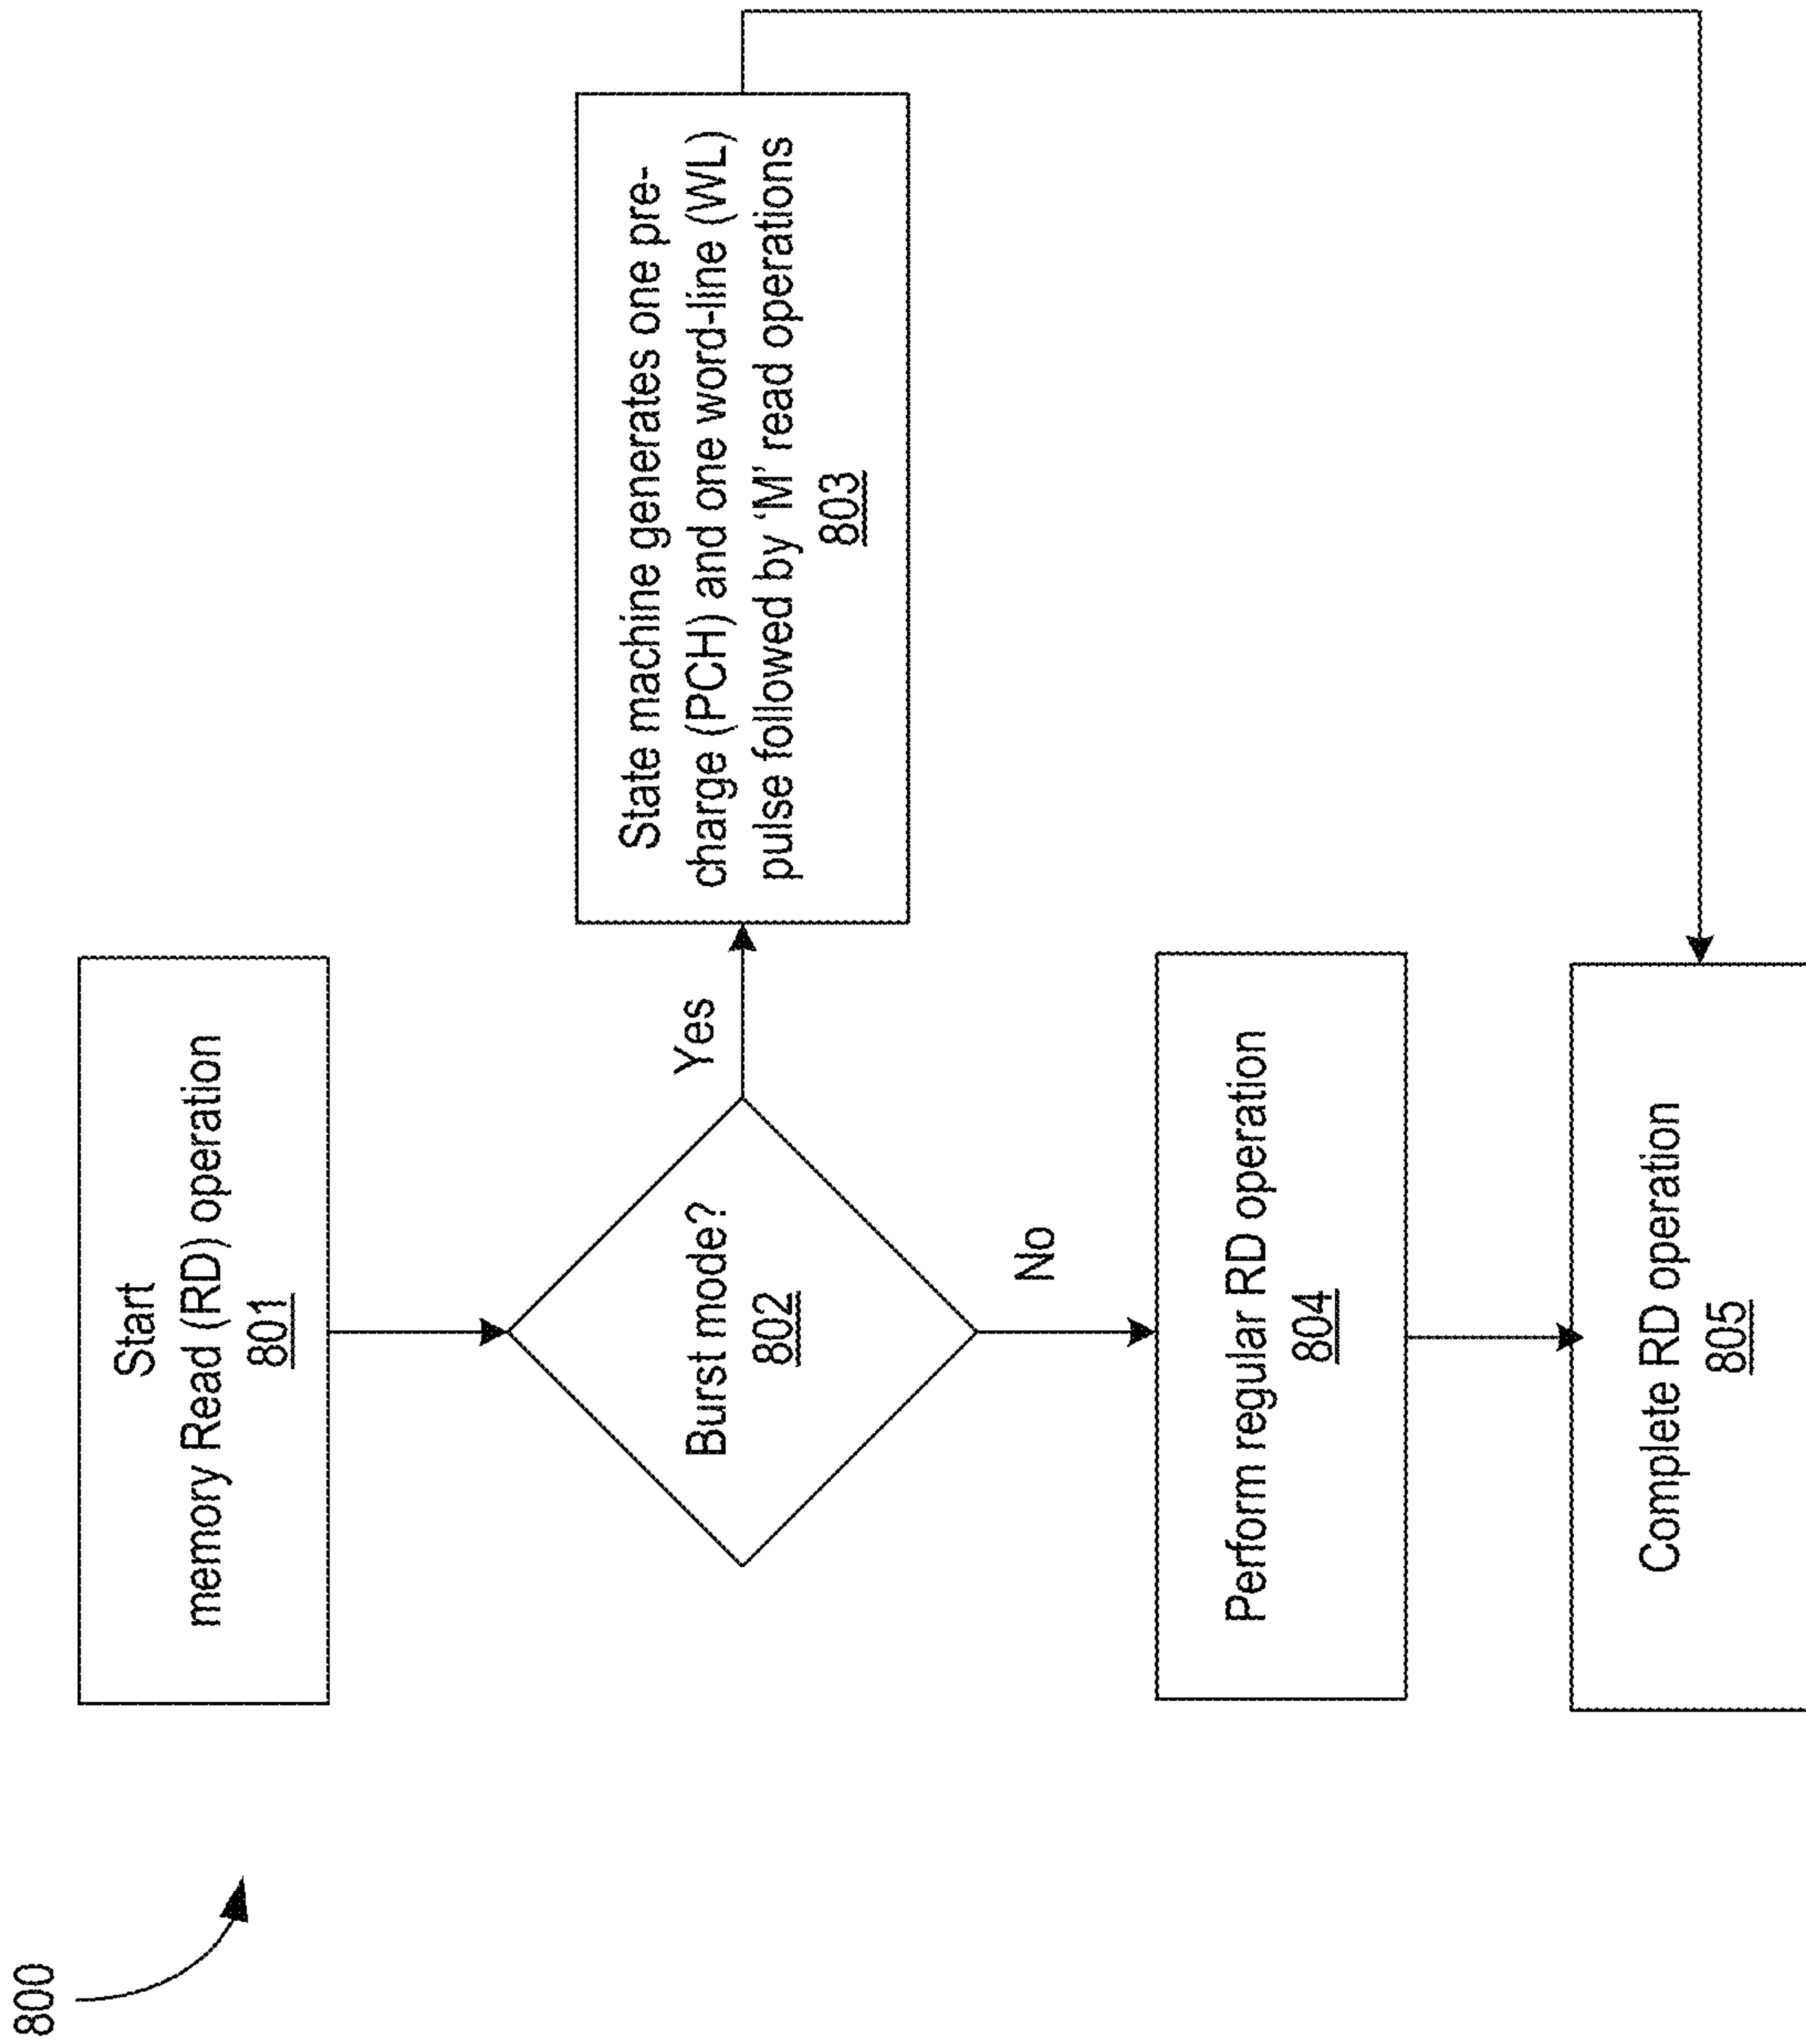 800
Start
memory Read (RD) operation
801
Burst mode?
802
Yes
State machine generates one pre-
charge (PCH) and one word-line (WL)
pulse followed by ‘M’ read operations
803
No
Perform regular RD operation
804
Complete RD operation
805